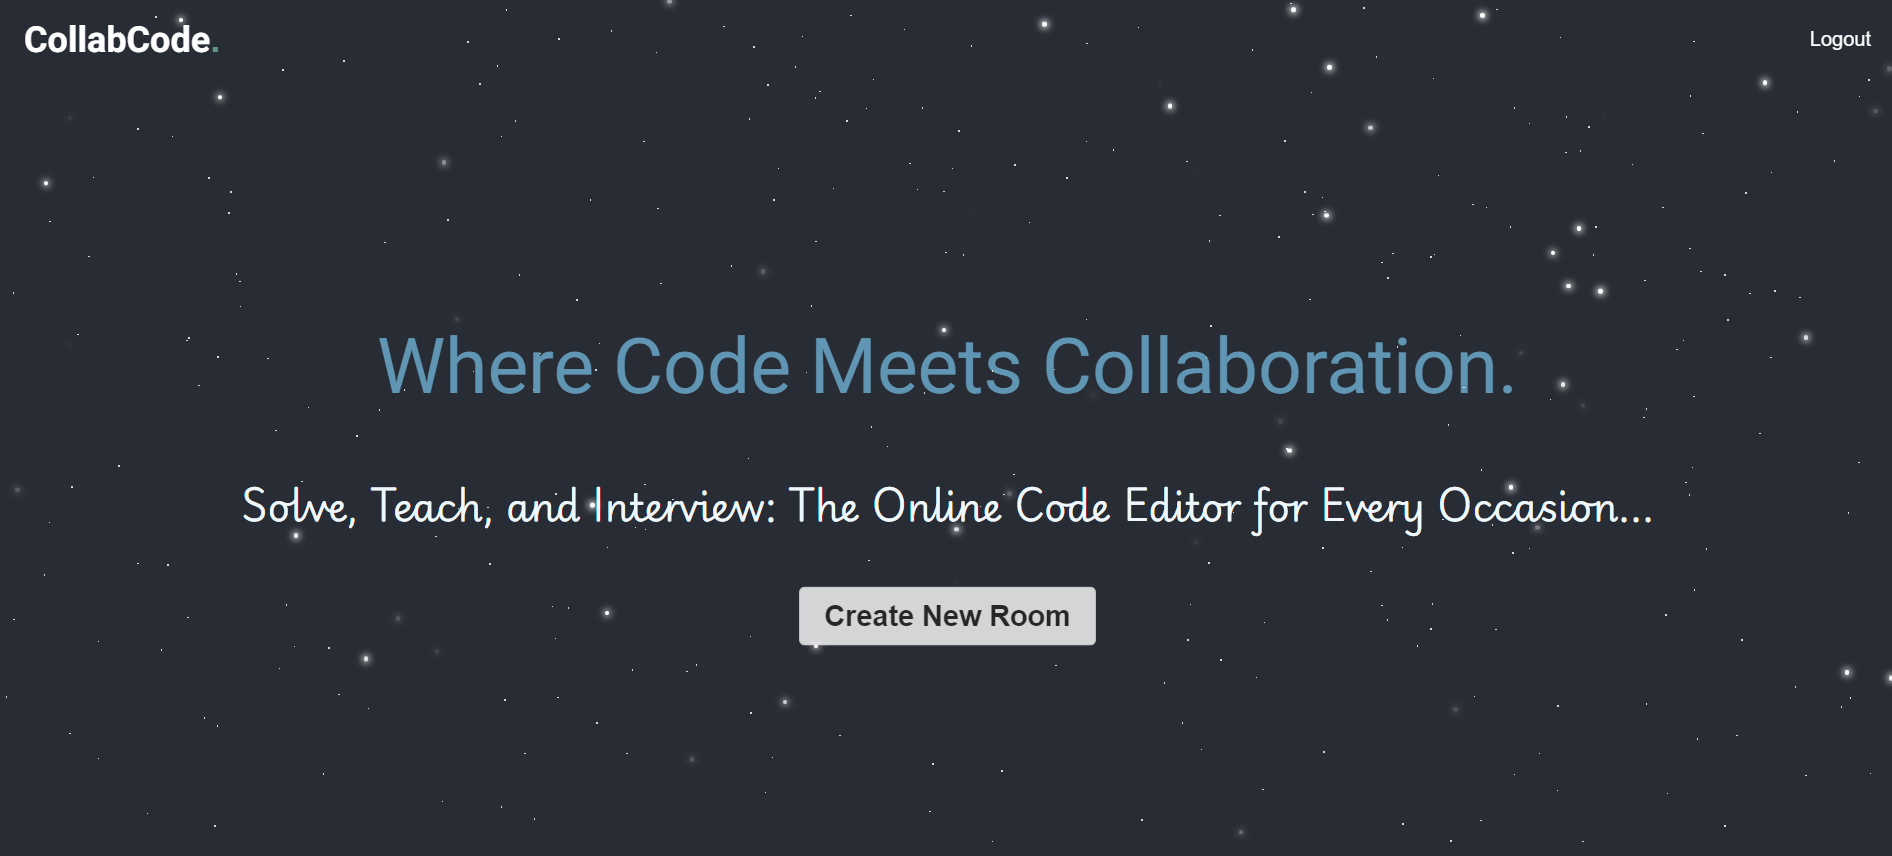 CollabCode.
Logout
Where Code Meets Collaboration.
Solve, Teach, and Interview: The Online Code Editor for Every Occasion...
Create New Room